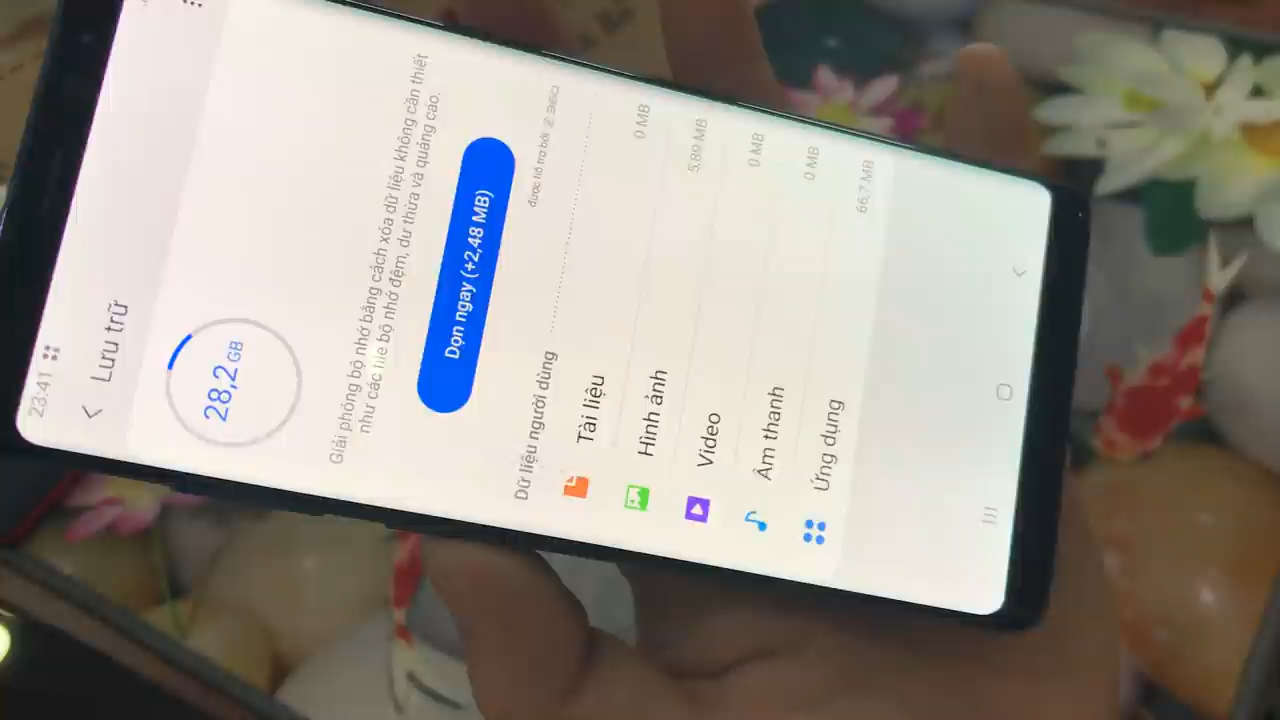 23:41
Lưu trữ
28,2 GB
Giải phóng bộ nhớ bằng cách xóa dữ liệu không cần thiết
như các file bộ nhớ đệm, dư thừa và quảng cáo.
Dọn ngay (+2,48 MB)
được hỗ trợ bởi 360
Dữ liệu người dùng
Tài liệu 0 MB
Hình ảnh 5,89 MB
Video 0 MB
Âm thanh 0 MB
Ứng dụng 66,7 MB